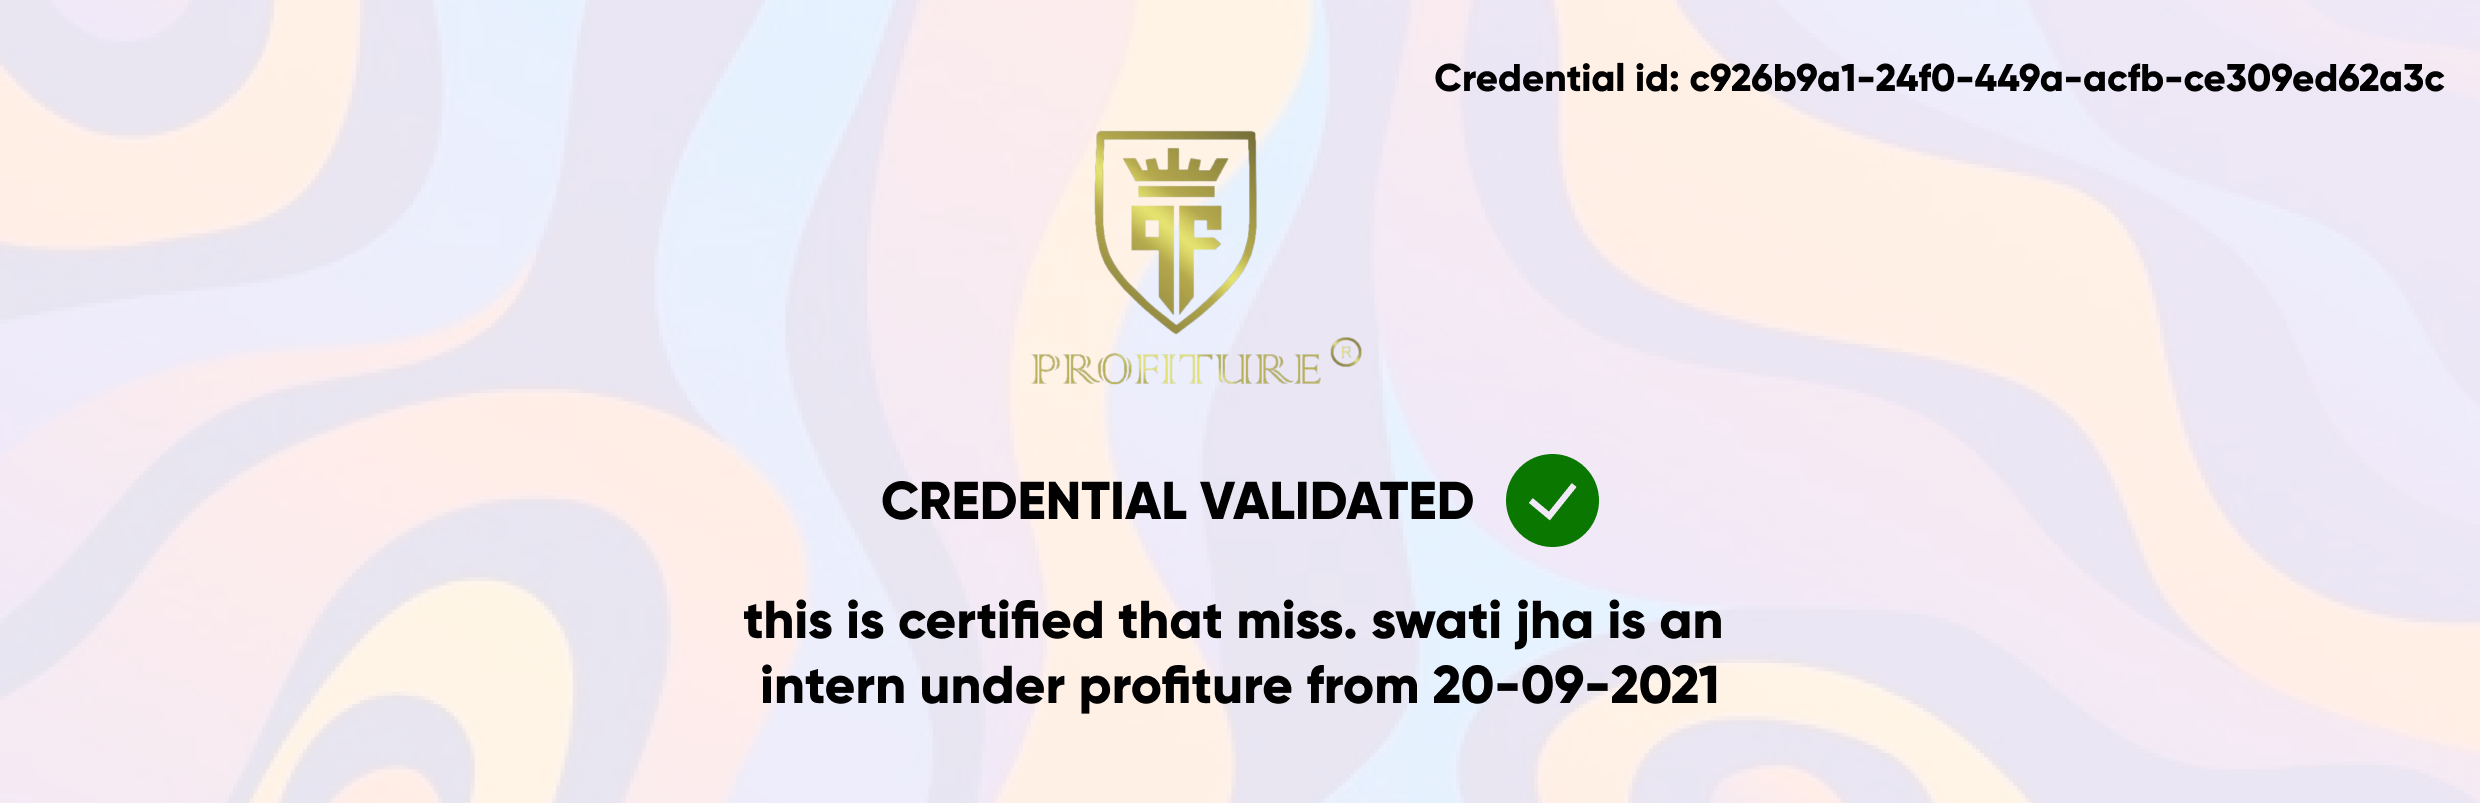 Credential id: c926b9a1-24f0-449a-acfb-ce309ed62a3c
PROFITURE ®
CREDENTIAL VALIDATED
this is certified that miss. swati jha is an
intern under profiture from 20-09-2021